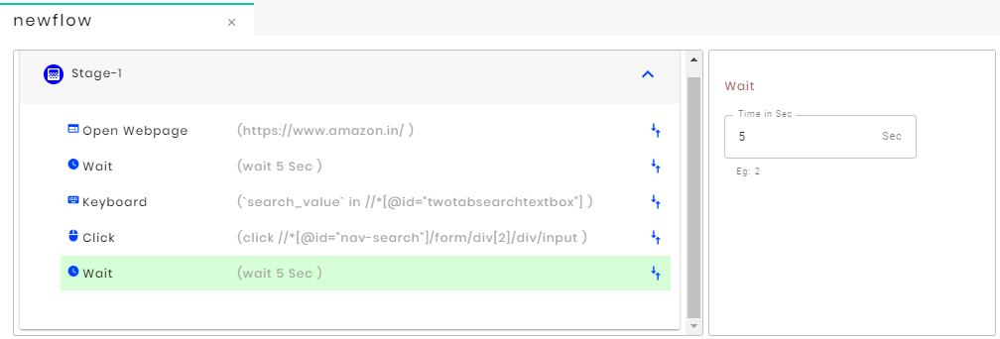 newflow ×
Stage-1
Open Webpage (https://www.amazon.in/ )
Wait (wait 5 Sec )
Keyboard (`search_value` in //*[@id="twotabsearchtextbox"] )
Click (click //*[@id="nav-search"]/form/div[2]/div/input )
Wait (wait 5 Sec )
Wait
Time in Sec
5 Sec
Eg: 2